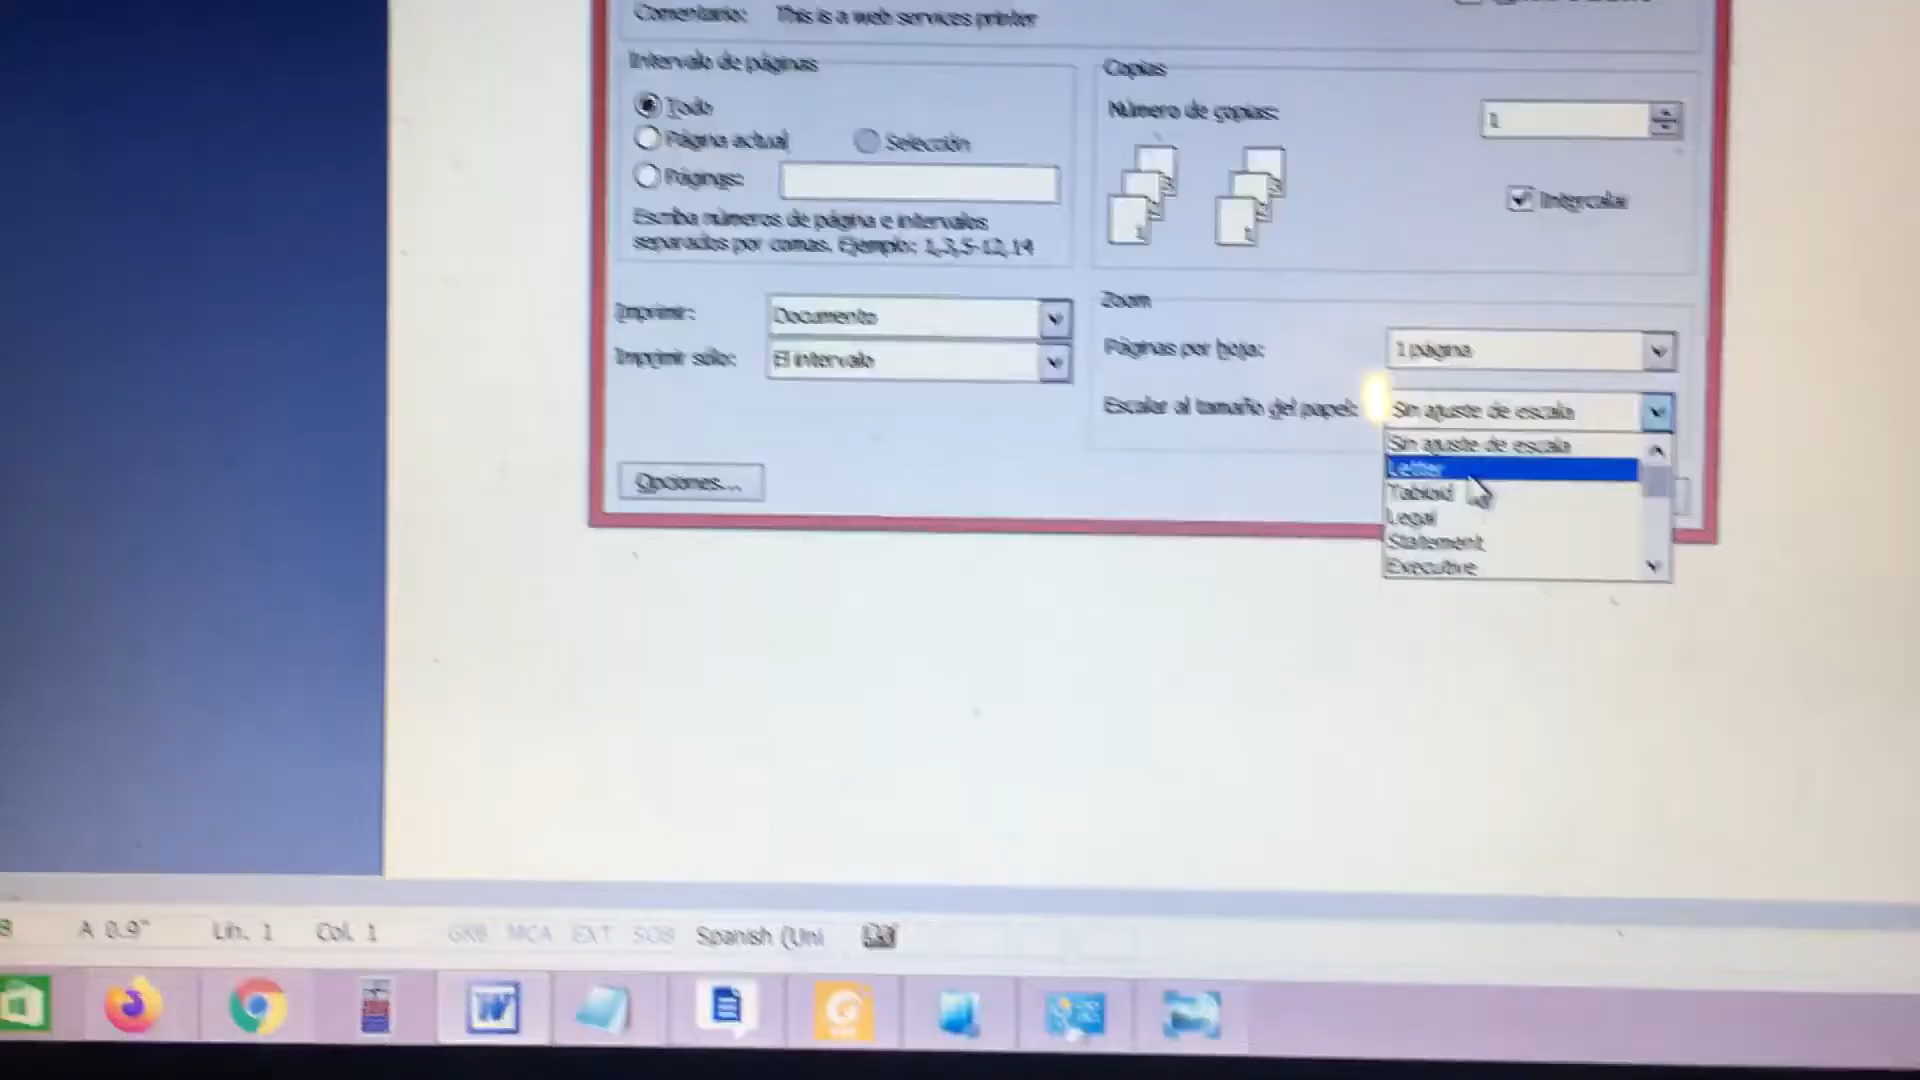 Comentario: This is a web services printer
Intervalo de páginas
Todo
Página actual
Selección
Páginas:
Escriba números de página e intervalos
separados por comas. Ejemplo: 1,3,5-12,14
Copias
Número de copias:
1
3
1
3
1
Intercalar
Imprimir:
Documento
Imprimir sólo:
El intervalo
Zoom
Páginas por hoja:
1 página
Escalar al tamaño del papel:
Sin ajuste de escala
Sin ajuste de escala
Letter
Tabloid
Legal
Statement
Executive
Opciones...
A 0.9"
Lín. 1
Col. 1
GRB MCA EXT SOB
Spanish (Uni
W